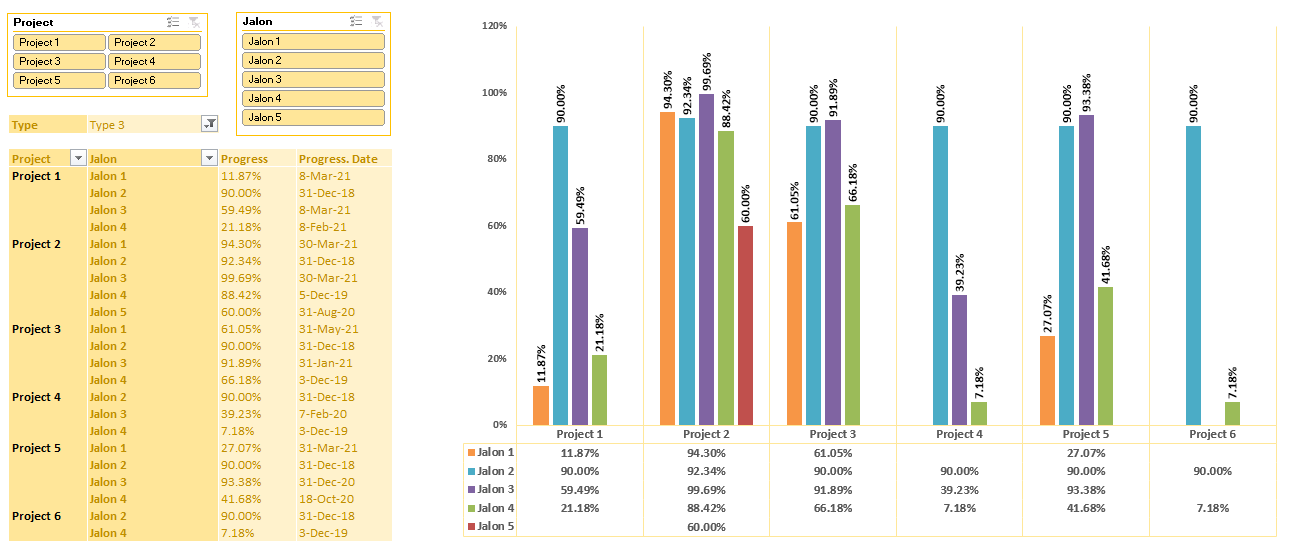 Project
Project 1 Project 2
Project 3 Project 4
Project 5 Project 6
Jalon
Jalon 1
Jalon 2
Jalon 3
Jalon 4
Jalon 5
Type Type 3
Project Jalon Progress Progress. Date
Project 1 Jalon 1 11.87% 8-Mar-21
Jalon 2 90.00% 31-Dec-18
Jalon 3 59.49% 8-Mar-21
Jalon 4 21.18% 8-Feb-21
Project 2 Jalon 1 94.30% 30-Mar-21
Jalon 2 92.34% 31-Dec-18
Jalon 3 99.69% 30-Mar-21
Jalon 4 88.42% 5-Dec-19
Jalon 5 60.00% 31-Aug-20
Project 3 Jalon 1 61.05% 31-May-21
Jalon 2 90.00% 31-Dec-18
Jalon 3 91.89% 31-Jan-21
Jalon 4 66.18% 3-Dec-19
Project 4 Jalon 2 90.00% 31-Dec-18
Jalon 3 39.23% 7-Feb-20
Jalon 4 7.18% 3-Dec-19
Project 5 Jalon 1 27.07% 31-Mar-21
Jalon 2 90.00% 31-Dec-18
Jalon 3 93.38% 31-Dec-20
Jalon 4 41.68% 18-Oct-20
Project 6 Jalon 2 90.00% 31-Dec-18
Jalon 4 7.18% 3-Dec-19
120%
100%
80%
60%
40%
20%
0%
11.87%
90.00%
59.49%
21.18%
94.30%
92.34%
99.69%
88.42%
60.00%
61.05%
90.00%
91.89%
66.18%
90.00%
39.23%
7.18%
27.07%
90.00%
93.38%
41.68%
90.00%
7.18%
Project 1 Project 2 Project 3 Project 4 Project 5 Project 6
Jalon 1 11.87% 94.30% 61.05% 27.07%
Jalon 2 90.00% 92.34% 90.00% 90.00% 90.00% 90.00%
Jalon 3 59.49% 99.69% 91.89% 39.23% 93.38%
Jalon 4 21.18% 88.42% 66.18% 7.18% 41.68% 7.18%
Jalon 5 60.00%